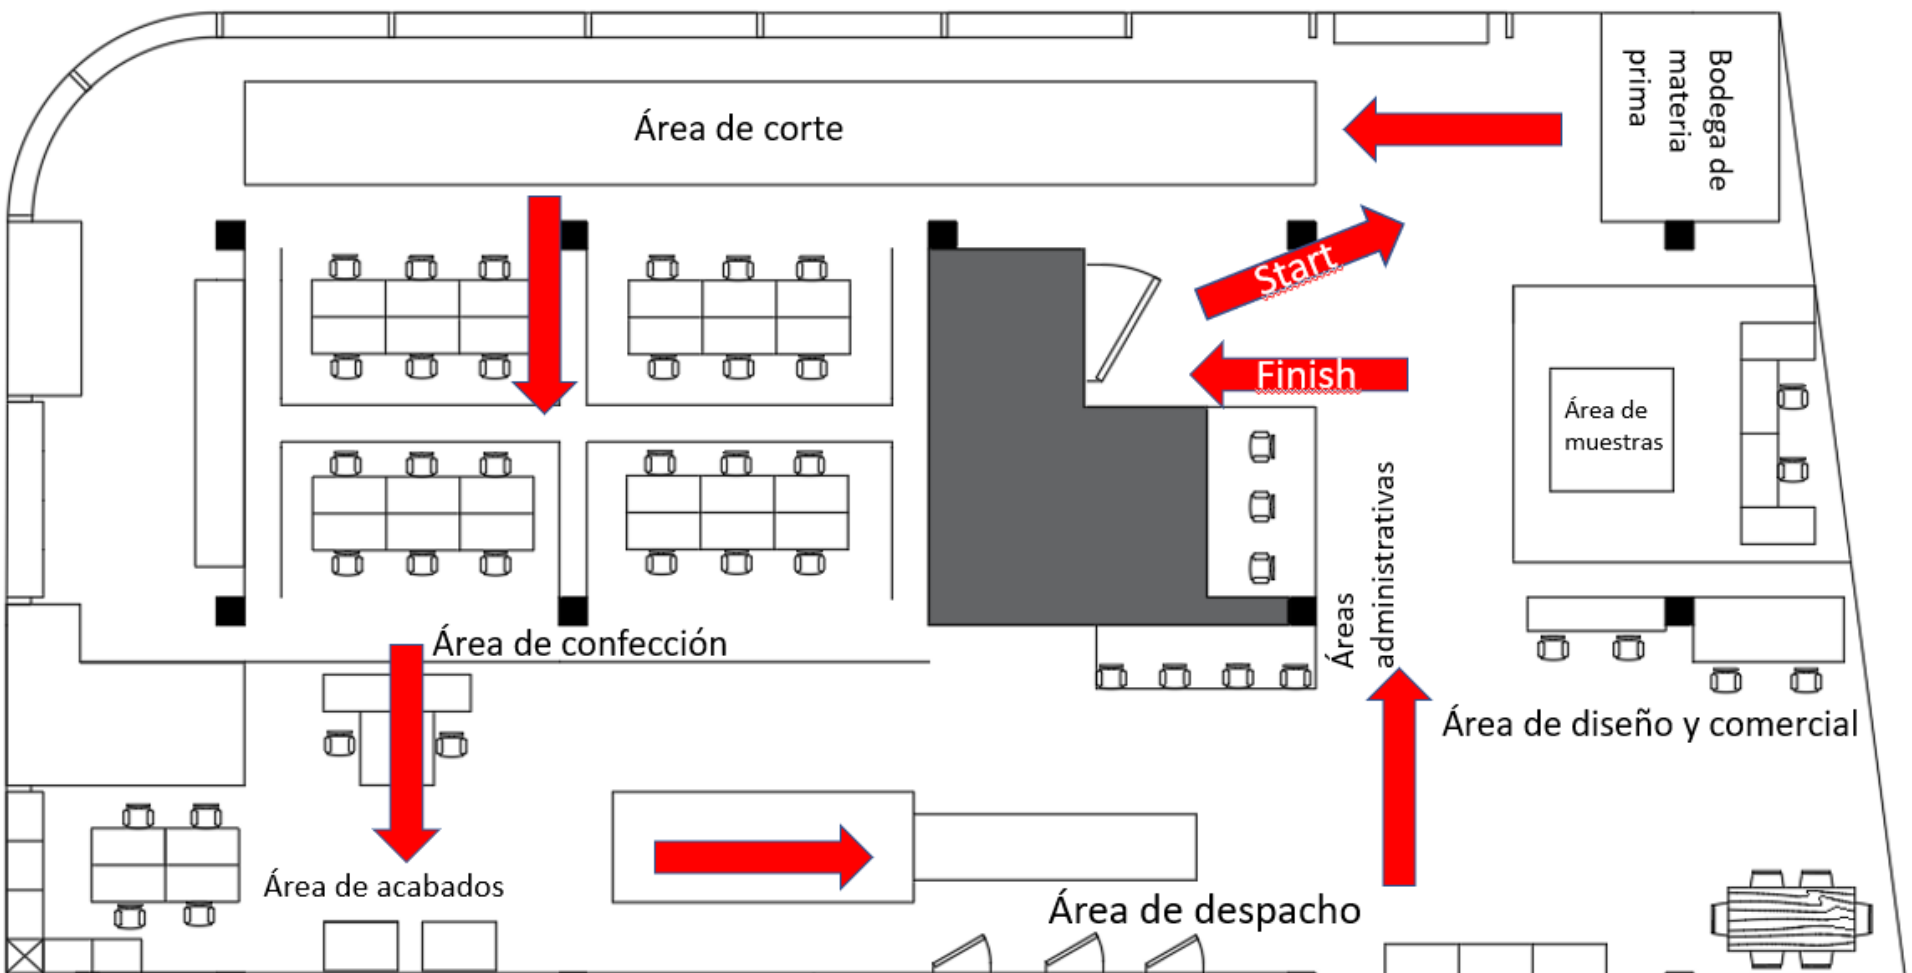 Bodega de
materia
prima
Área de corte
Start
Finish
Área de
muestras
Áreas
administrativas
Área de confección
Área de diseño y comercial
Área de acabados
Área de despacho